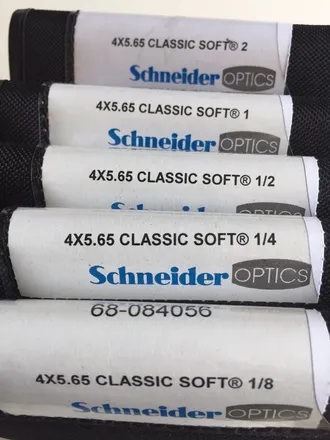 4X5.65 CLASSIC SOFT® 2
Schneider OPTICS
4X5.65 CLASSIC SOFT® 1
Schneider OPTICS
4X5.65 CLASSIC SOFT® 1/2
Schneider OPTICS
4X5.65 CLASSIC SOFT® 1/4
Schneider OPTICS
68-084056
4X5.65 CLASSIC SOFT® 1/8
Schneider OPTICS